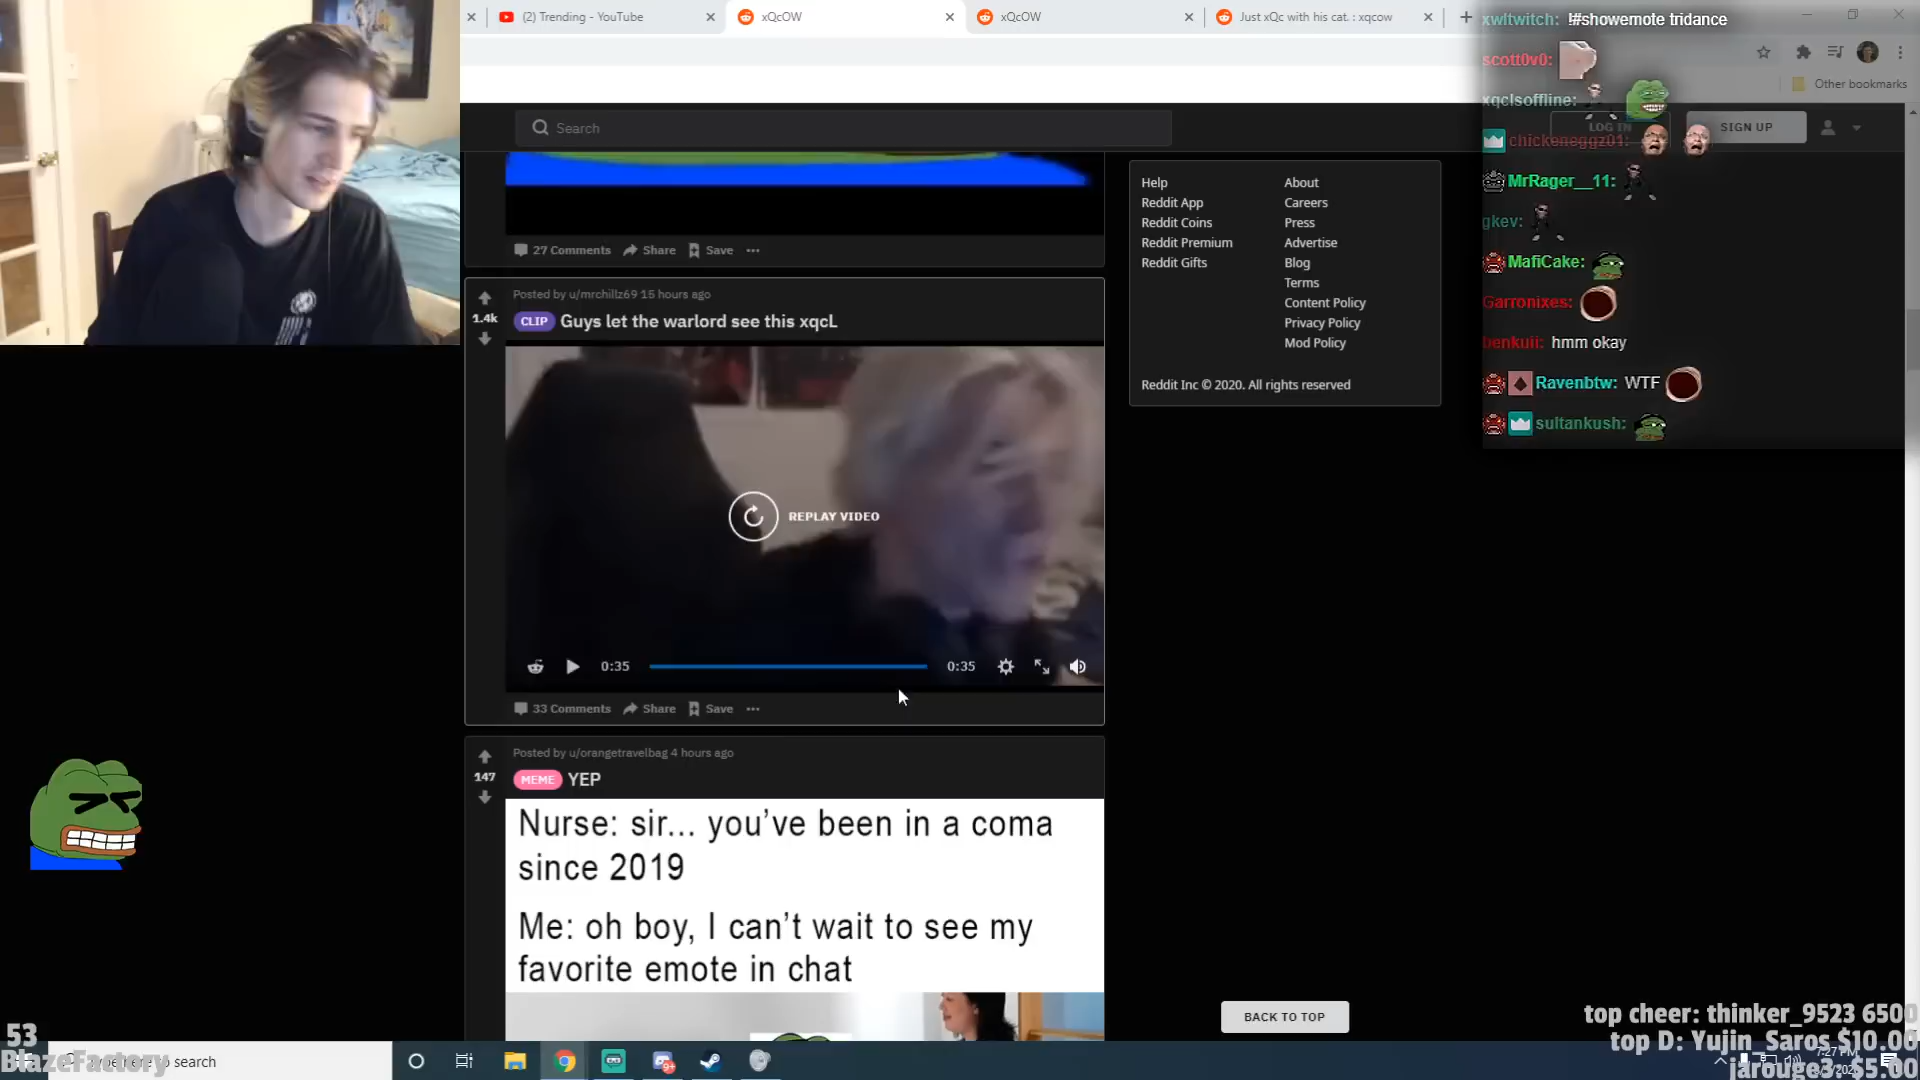 (2) Trending - YouTube
xQcOW
xQcOW
Just xQc with his cat. : xqcow
Other bookmarks
Search
LOG IN
SIGN UP
27 Comments
Share
Save
Posted by u/mrchillz69 15 hours ago
1.4k
CLIP
Guys let the warlord see this xqcL
REPLAY VIDEO
0:35
0:35
33 Comments
Share
Save
Posted by u/orangetravelbag 4 hours ago
147
MEME
YEP
Nurse: sir... you've been in a coma
since 2019
Me: oh boy, I can't wait to see my
favorite emote in chat
Help
Reddit App
Reddit Coins
Reddit Premium
Reddit Gifts
About
Careers
Press
Advertise
Blog
Terms
Content Policy
Privacy Policy
Mod Policy
Reddit Inc © 2020. All rights reserved
BACK TO TOP
xwltwitch: !#showemote tridance
scott0v0:
xqclsoffline:
chickeneggz01:
MrRager__11:
gkev:
MafiCake:
Garronixes:
benkuii: hmm okay
Ravenbtw: WTF
sultankush:
top cheer: thinker_9523 6500
top D: Yujin_Saros $10.00
jarouge3: $5.00
53
BlazeFactory
here to search
9+
7:27 PM